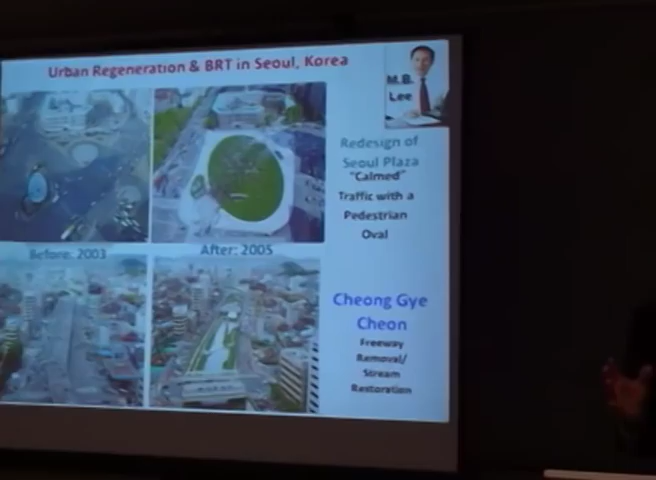 Urban Regeneration & BRT in Seoul, Korea
M.B.
Lee
Redesign of
Seoul Plaza
"Calmed"
Traffic with a
Pedestrian
Oval
Before: 2003
After: 2005
Cheong Gye
Cheon
Freeway
Removal/
Stream
Restoration